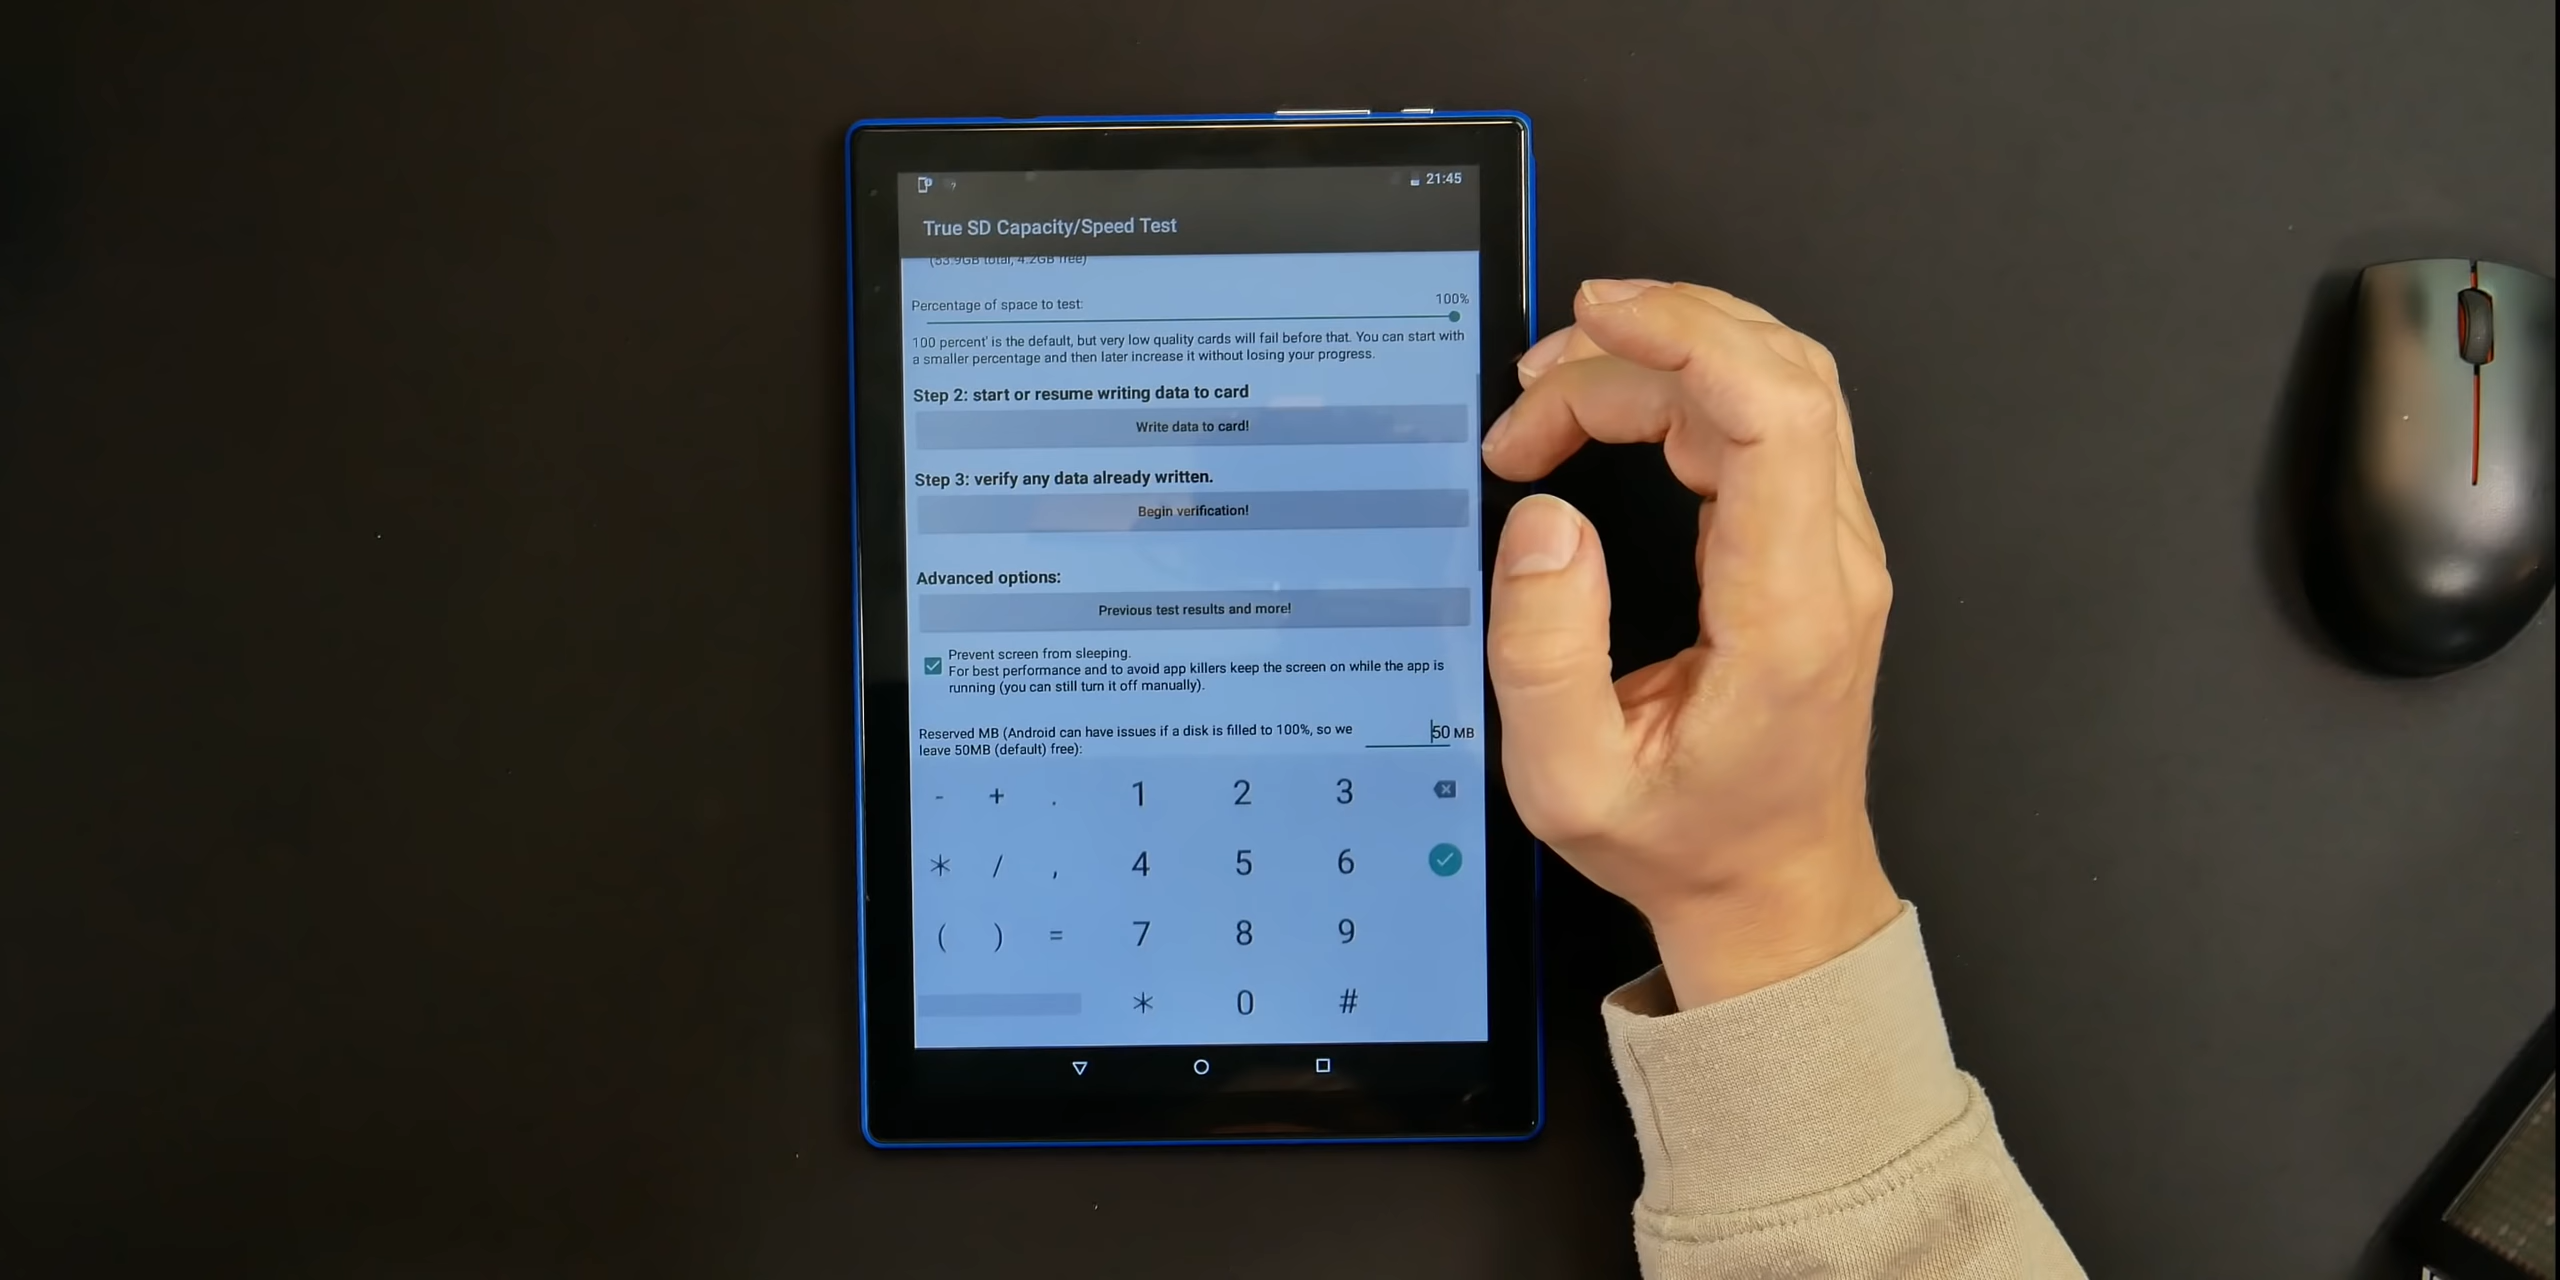 21:45
True SD Capacity/Speed Test
(53.9GB total, 4.2GB free)
Percentage of space to test:
100%
100 percent' is the default, but very low quality cards will fail before that. You can start with
a smaller percentage and then later increase it without losing your progress.
Step 2: start or resume writing data to card
Write data to card!
Step 3: verify any data already written.
Begin verification!
Advanced options:
Previous test results and more!
Prevent screen from sleeping.
For best performance and to avoid app killers keep the screen on while the app is
running (you can still turn it off manually).
Reserved MB (Android can have issues if a disk is filled to 100%, so we
leave 50MB (default) free):
50 MB
- + . 1 2 3
* / , 4 5 6
( ) = 7 8 9
* 0 #